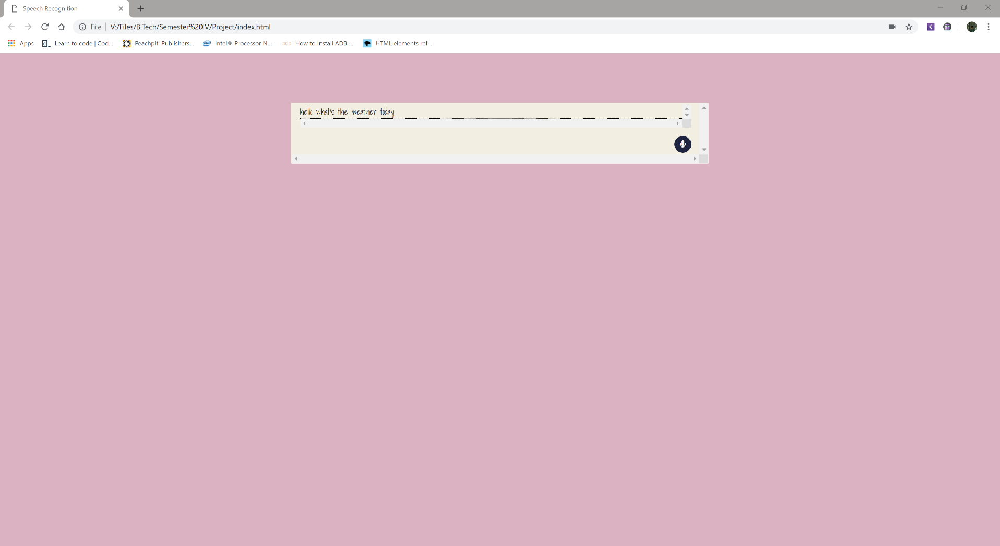 Speech Recognition
File | V:/Files/B.Tech/Semester%20IV/Project/index.html
Apps Learn to code | Cod... Peachpit: Publishers... Intel® Processor N... xda How to Install ADB ... HTML elements ref...
hello what's the weather today